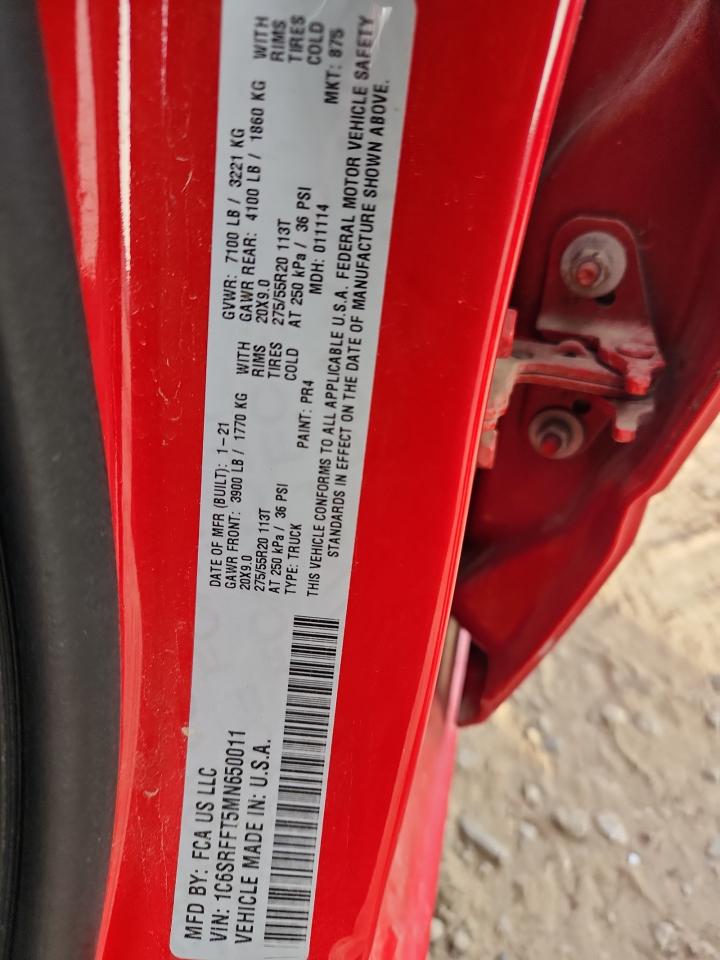 MFD BY: FCA US LLC
VIN: 1C6SRFFT5MN650011
VEHICLE MADE IN: U.S.A.
DATE OF MFR (BUILT): 1-21
GAWR FRONT: 3900 LB / 1770 KG WITH
20X9.0 RIMS
275/55R20 113T TIRES
AT 250 kPa / 36 PSI COLD
TYPE: TRUCK
PAINT: PR4
GVWR: 7100 LB / 3221 KG
GAWR REAR: 4100 LB / 1860 KG WITH
20X9.0 RIMS
275/55R20 113T TIRES
AT 250 kPa / 36 PSI COLD
MDH: 011114
MKT: 875
THIS VEHICLE CONFORMS TO ALL APPLICABLE U.S.A. FEDERAL MOTOR VEHICLE SAFETY
STANDARDS IN EFFECT ON THE DATE OF MANUFACTURE SHOWN ABOVE.